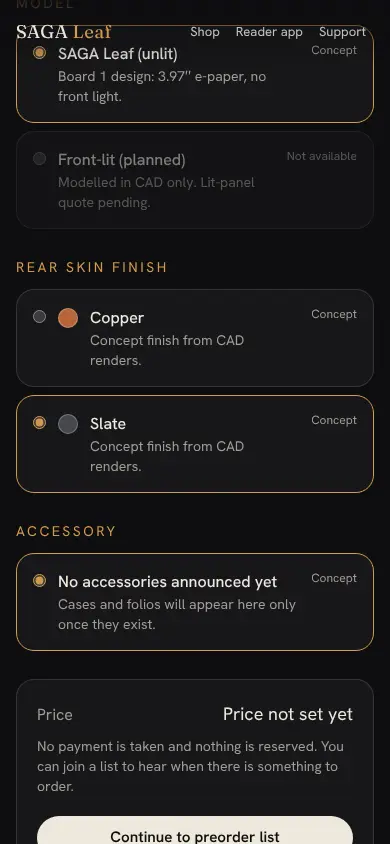 MODEL
SAGA Leaf Shop Reader app Support
SAGA Leaf (unlit) Concept
Board 1 design: 3.97" e-paper, no
front light.
Front-lit (planned) Not available
Modelled in CAD only. Lit-panel
quote pending.
REAR SKIN FINISH
Copper Concept
Concept finish from CAD
renders.
Slate Concept
Concept finish from CAD
renders.
ACCESSORY
No accessories announced yet Concept
Cases and folios will appear here only
once they exist.
Price Price not set yet
No payment is taken and nothing is reserved. You
can join a list to hear when there is something to
order.
Continue to preorder list